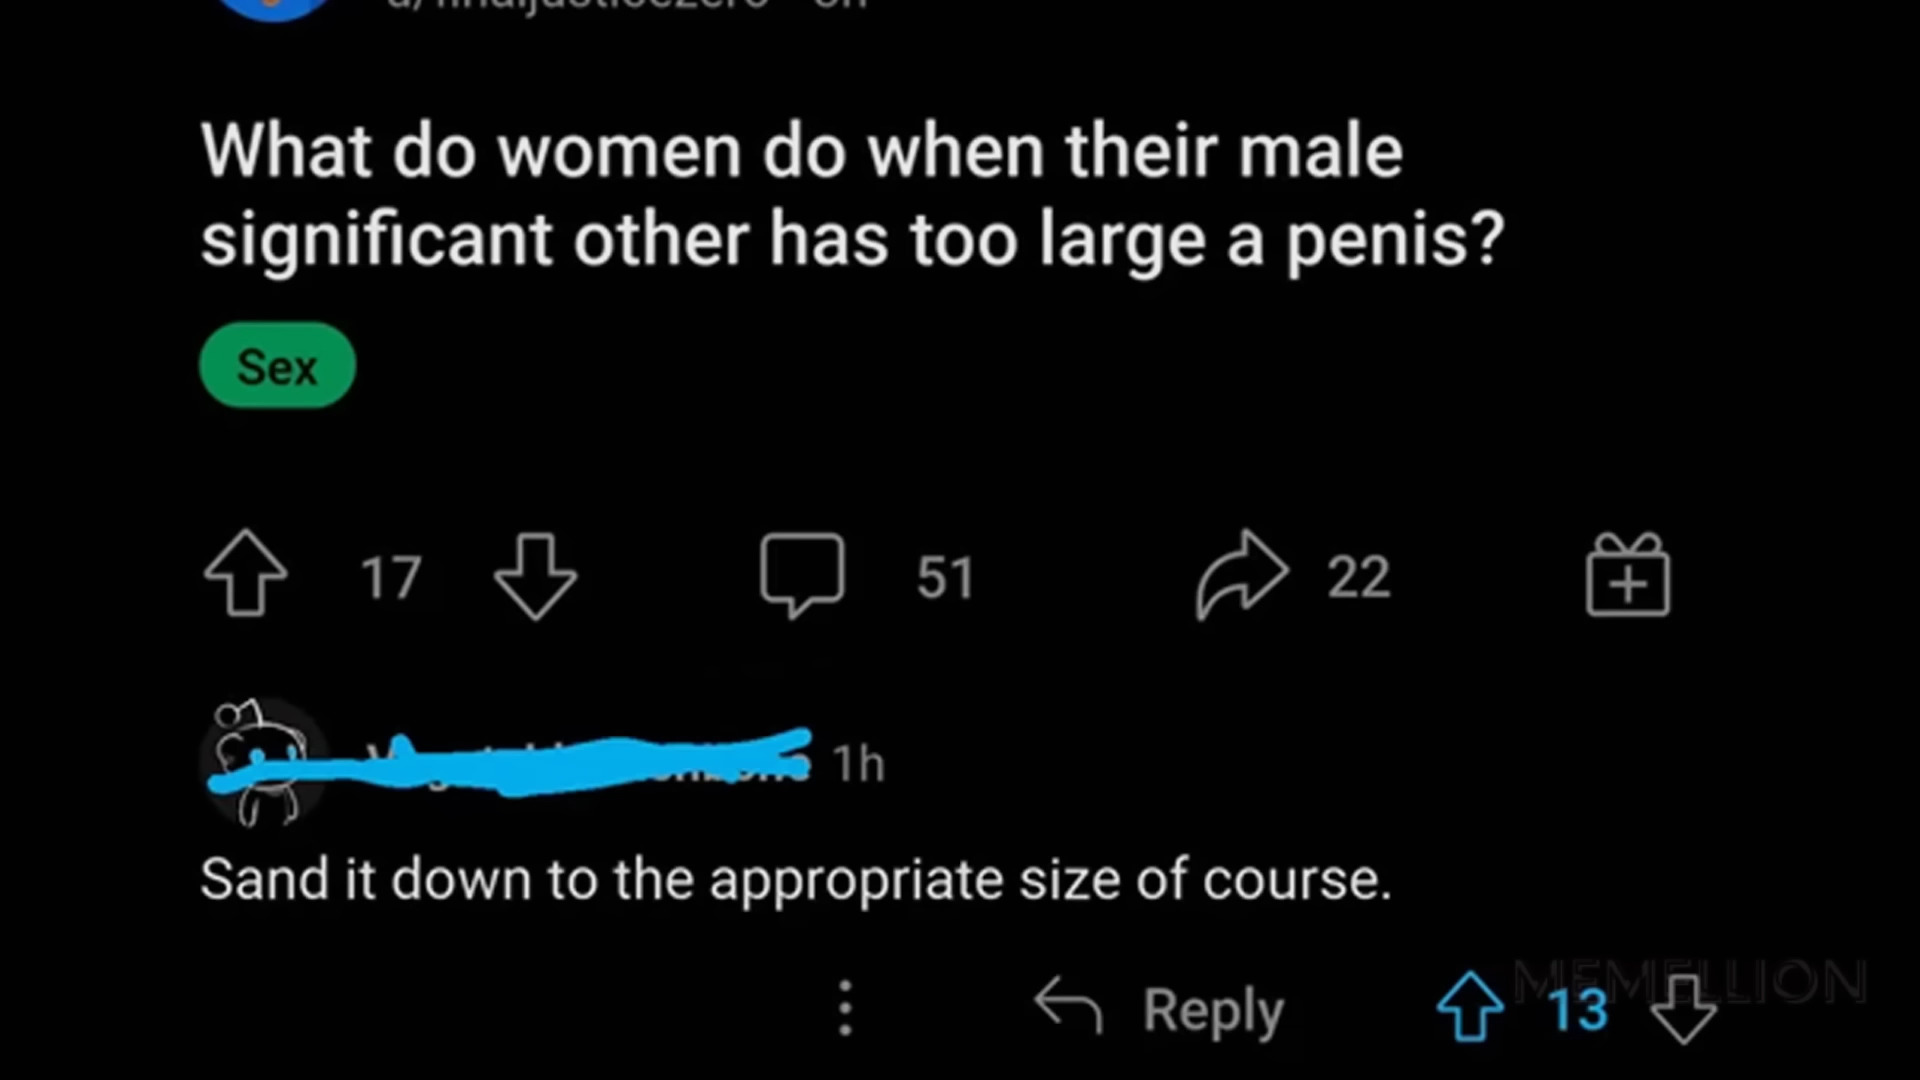 What do women do when their male
significant other has too large a penis?
Sex
17 51 22
1h
Sand it down to the appropriate size of course.
Reply 13
MEMELLION